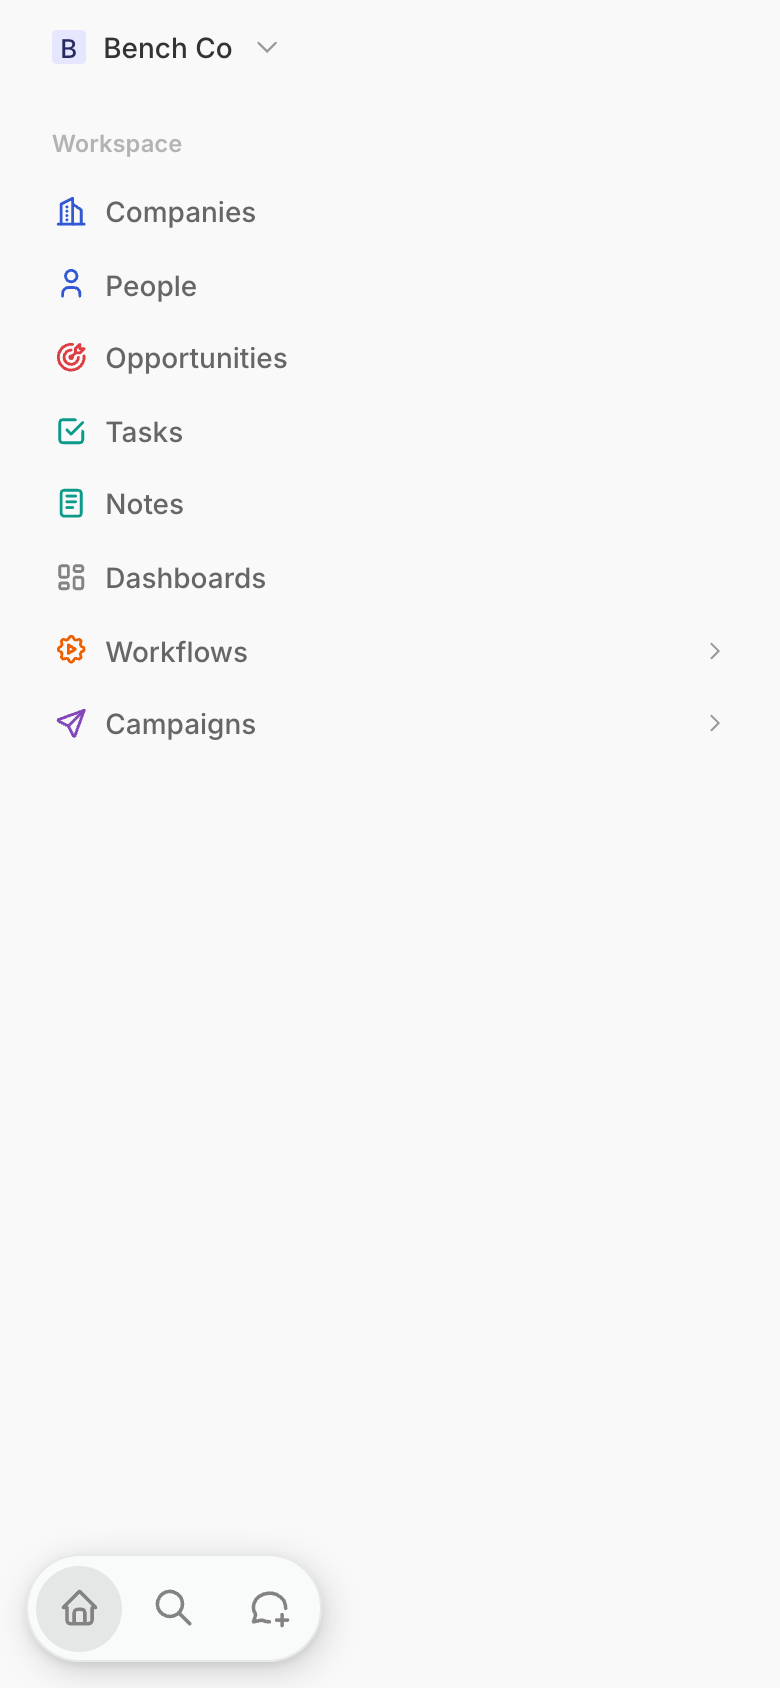 B Bench Co
Workspace
Companies
People
Opportunities
Tasks
Notes
Dashboards
Workflows
Campaigns